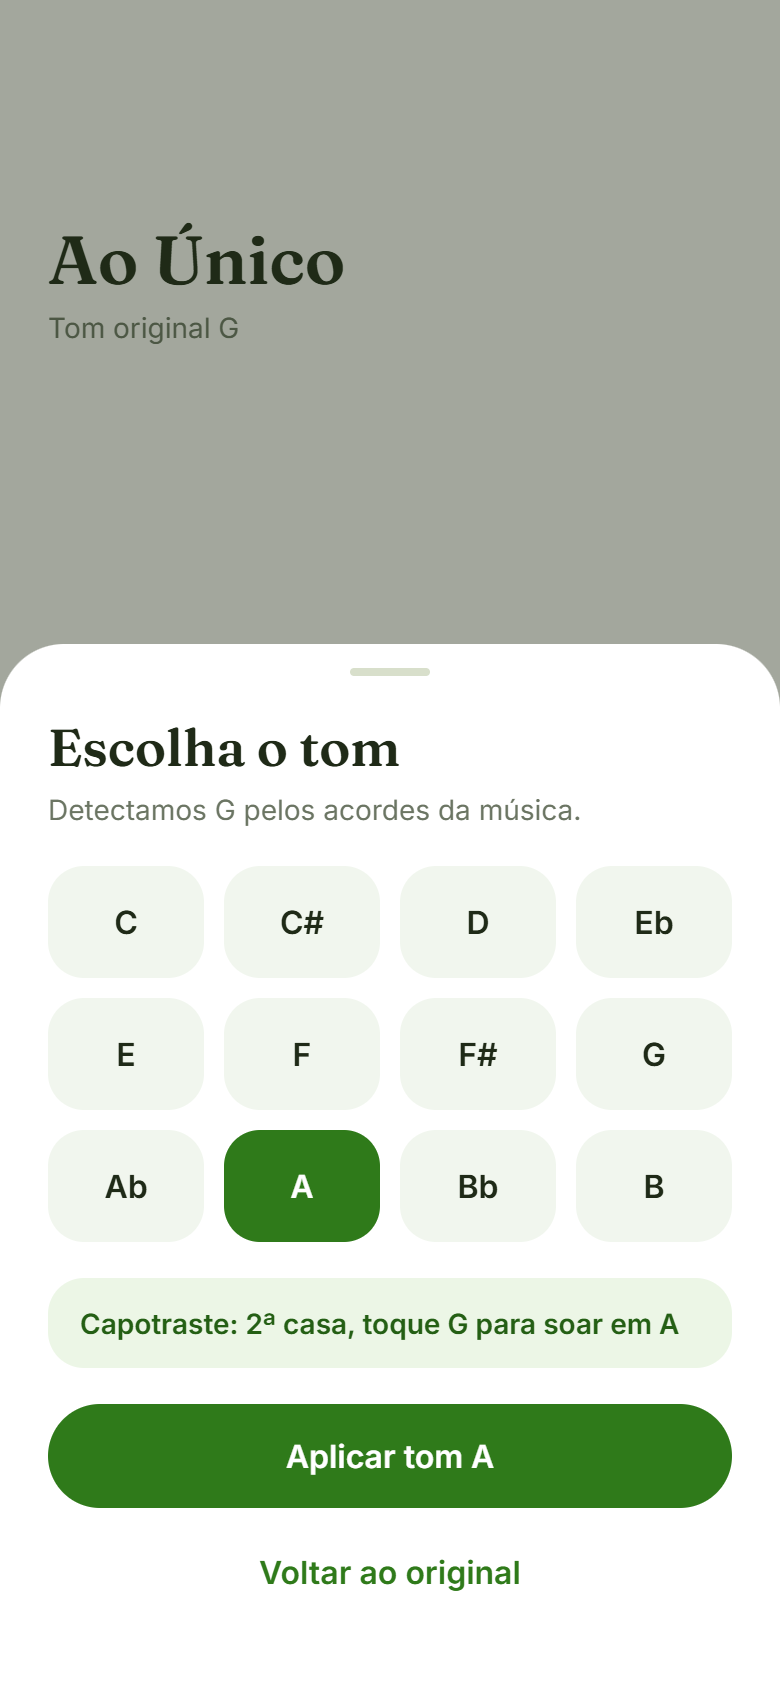 Ao Único
Tom original G
Escolha o tom
Detectamos G pelos acordes da música.
C C# D Eb
E F F# G
Ab A Bb B
Capotraste: 2ª casa, toque G para soar em A
Aplicar tom A
Voltar ao original